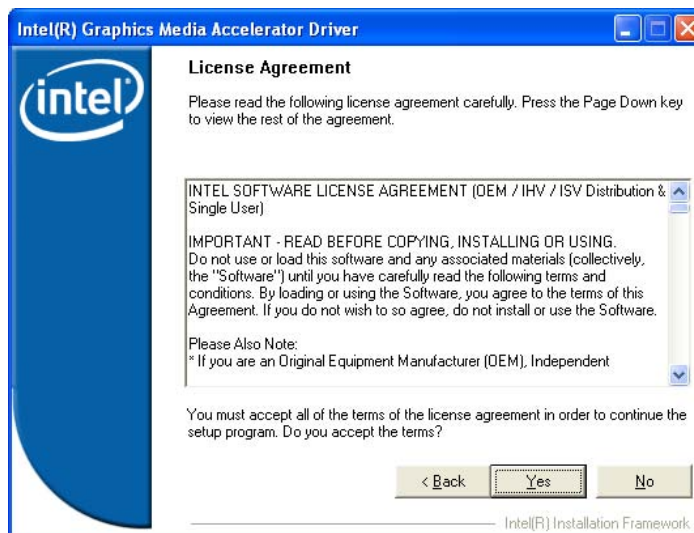 Intel(R) Graphics Media Accelerator Driver
intel
License Agreement
Please read the following license agreement carefully. Press the Page Down key
to view the rest of the agreement.
INTEL SOFTWARE LICENSE AGREEMENT (OEM / IHV / ISV Distribution &
Single User)
IMPORTANT - READ BEFORE COPYING, INSTALLING OR USING.
Do not use or load this software and any associated materials (collectively,
the "Software") until you have carefully read the following terms and
conditions. By loading or using the Software, you agree to the terms of this
Agreement. If you do not wish to so agree, do not install or use the Software.
Please Also Note:
* If you are an Original Equipment Manufacturer (OEM), Independent
You must accept all of the terms of the license agreement in order to continue the
setup program. Do you accept the terms?
< Back
Yes
No
Intel(R) Installation Framework